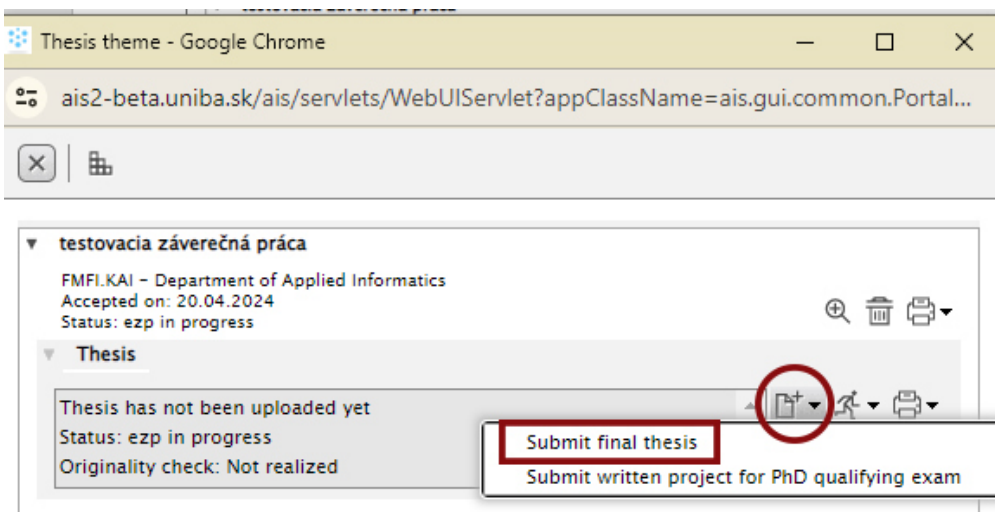 testovacia záverečná práca
Thesis theme - Google Chrome
ais2-beta.uniba.sk/ais/servlets/WebUIServlet?appClassName=ais.gui.common.Portal...
testovacia záverečná práca
FMFI.KAI - Department of Applied Informatics
Accepted on: 20.04.2024
Status: ezp in progress
Thesis
Thesis has not been uploaded yet
Status: ezp in progress
Originality check: Not realized
Submit final thesis
Submit written project for PhD qualifying exam